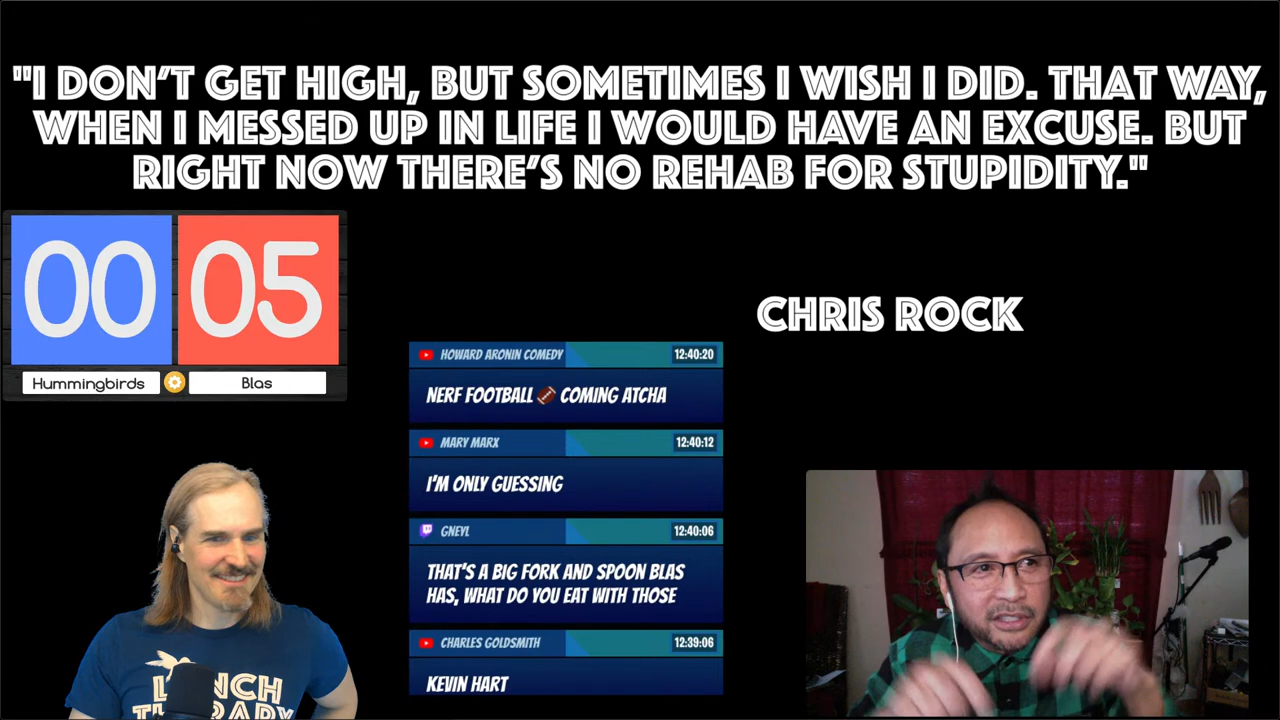 "I DON'T GET HIGH, BUT SOMETIMES I WISH I DID. THAT WAY,
WHEN I MESSED UP IN LIFE I WOULD HAVE AN EXCUSE. BUT
RIGHT NOW THERE'S NO REHAB FOR STUPIDITY."
00 05
Hummingbirds Blas
CHRIS ROCK
HOWARD ARONIN COMEDY 12:40:20
NERF FOOTBALL 🏈 COMING ATCHA
MARY MARX 12:40:12
I'M ONLY GUESSING
GNEYL 12:40:06
THAT'S A BIG FORK AND SPOON BLAS
HAS, WHAT DO YOU EAT WITH THOSE
CHARLES GOLDSMITH 12:39:06
KEVIN HART